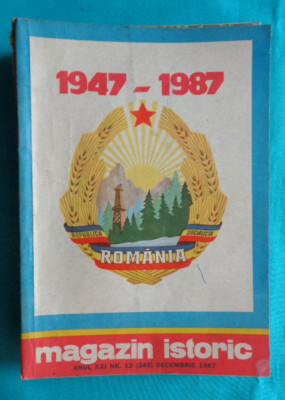 1947 - 1987
REPUBLICA SOCIALISTA
ROMÂNIA
magazin istoric
ANUL XXI NR. 12 (249) DECEMBRIE 1987